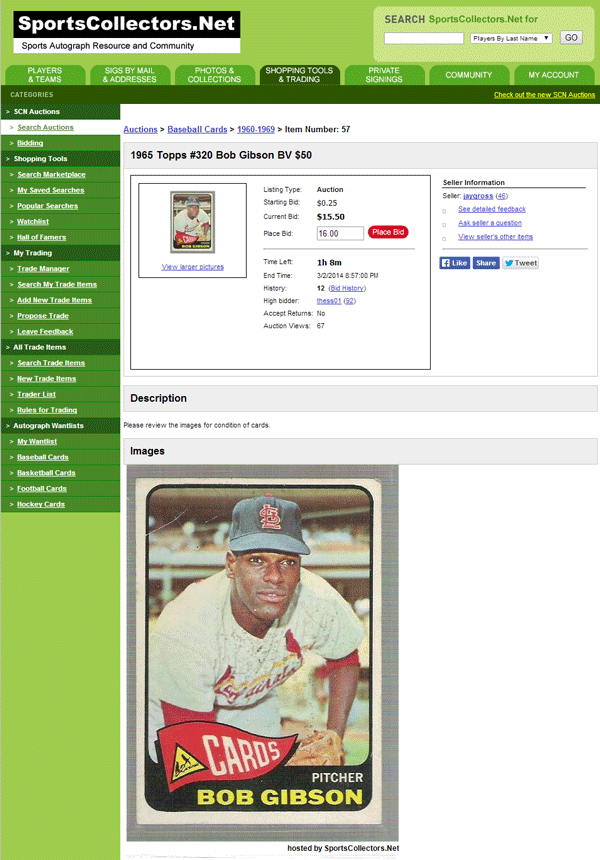 SportsCollectors.Net
Sports Autograph Resource and Community
SEARCH SportsCollectors.Net for
Players By Last Name
GO
PLAYERS & TEAMS
SIGS BY MAIL & ADDRESSES
PHOTOS & COLLECTIONS
SHOPPING TOOLS & TRADING
PRIVATE SIGNINGS
COMMUNITY
MY ACCOUNT
CATEGORIES
Check out the new SCN Auctions
> SCN Auctions
> Search Auctions
> Bidding
> Shopping Tools
> Search Marketplace
> My Saved Searches
> Popular Searches
> Watchlist
> Hall of Famers
> My Trading
> Trade Manager
> Search My Trade Items
> Add New Trade Items
> Propose Trade
> Leave Feedback
> All Trade Items
> Search Trade Items
> New Trade Items
> Trader List
> Rules for Trading
> Autograph Wantlists
> My Wantlist
> Baseball Cards
> Basketball Cards
> Football Cards
> Hockey Cards
Auctions > Baseball Cards > 1960-1969 > Item Number: 57
1965 Topps #320 Bob Gibson BV $50
CARDS
BOB GIBSON
View larger pictures
Listing Type: Auction
Starting Bid: $0.25
Current Bid: $15.50
Place Bid: 16.00 Place Bid
Time Left: 1h 8m
End Time: 3/2/2014 8:57:00 PM
History: 12 (Bid History)
High bidder: thess01 (92)
Accept Returns: No
Auction Views: 67
Seller Information
Seller: jaygross (46)
See detailed feedback
Ask seller a question
View seller's other items
Like Share Tweet
Description
Please review the images for condition of cards.
Images
StL
Cardinals
CARDS
PITCHER
BOB GIBSON
hosted by SportsCollectors.Net